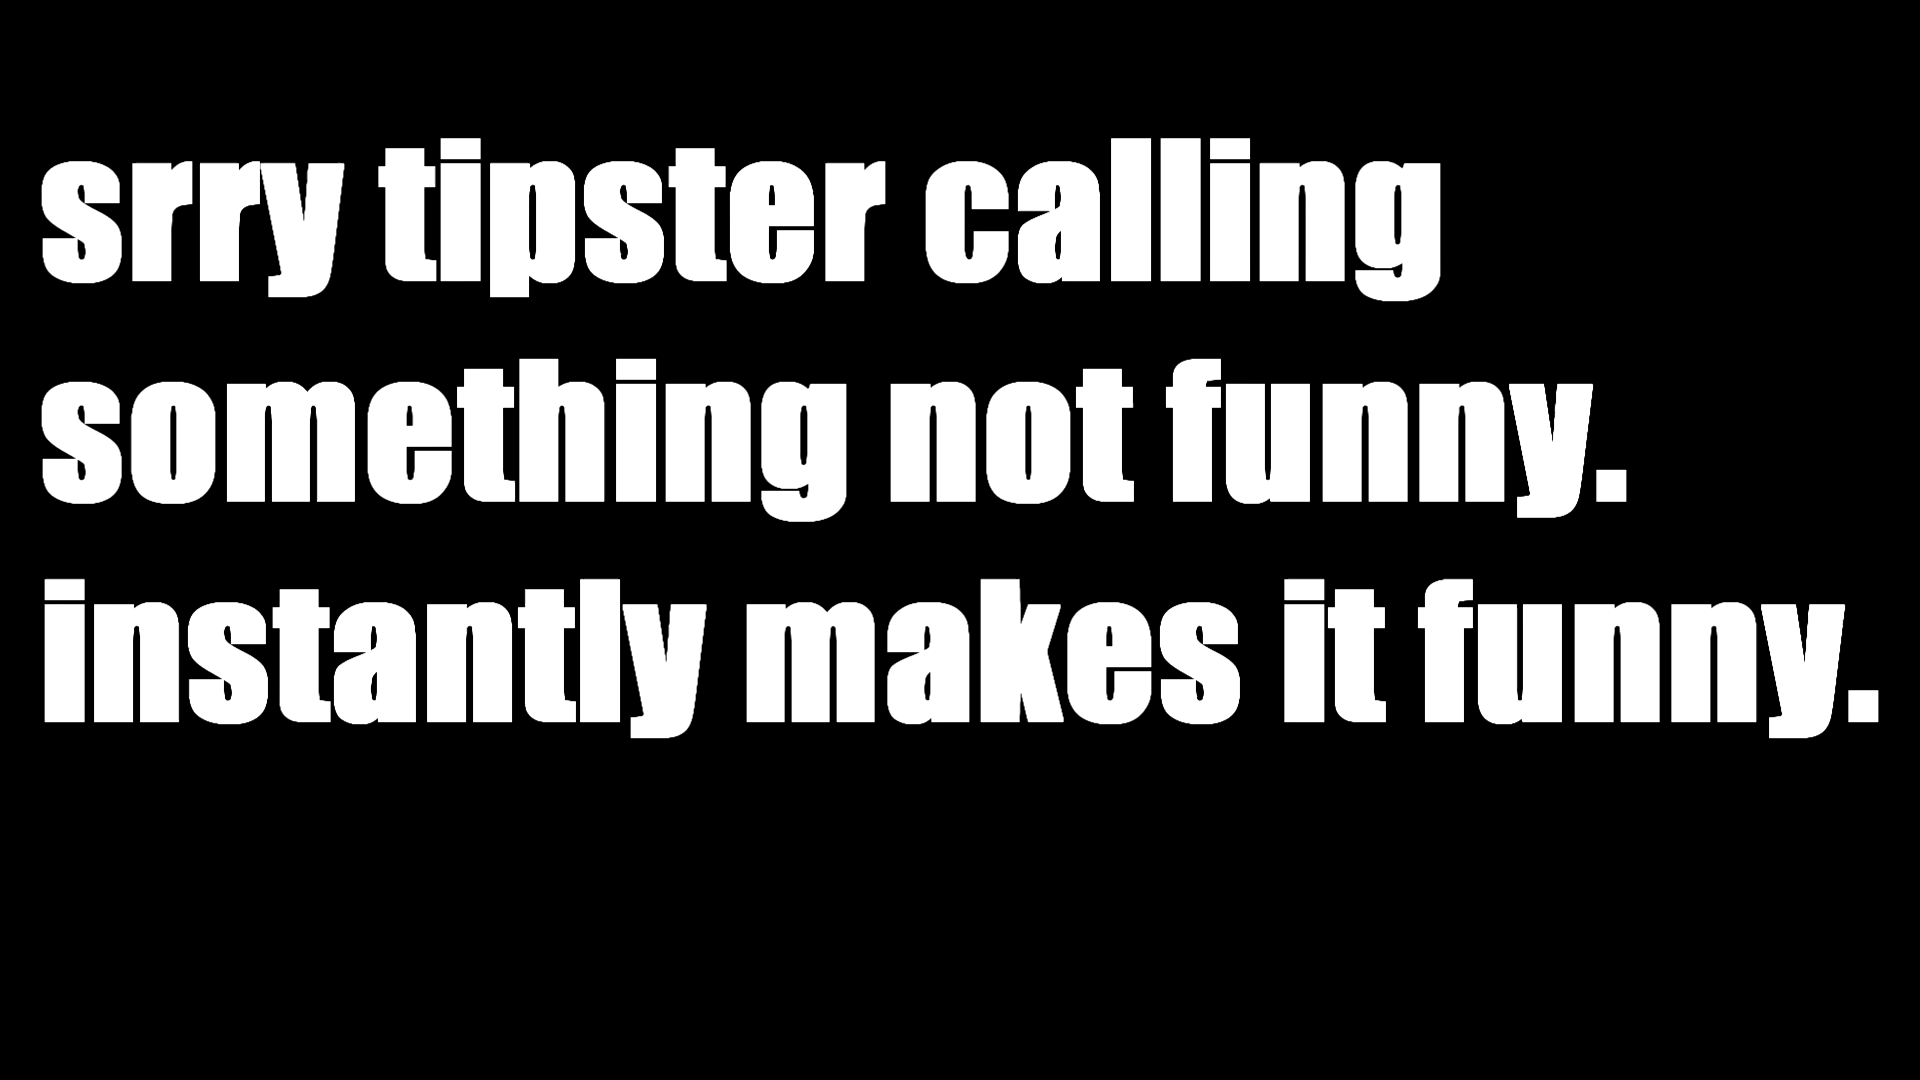 srry tipster calling
something not funny.
instantly makes it funny.